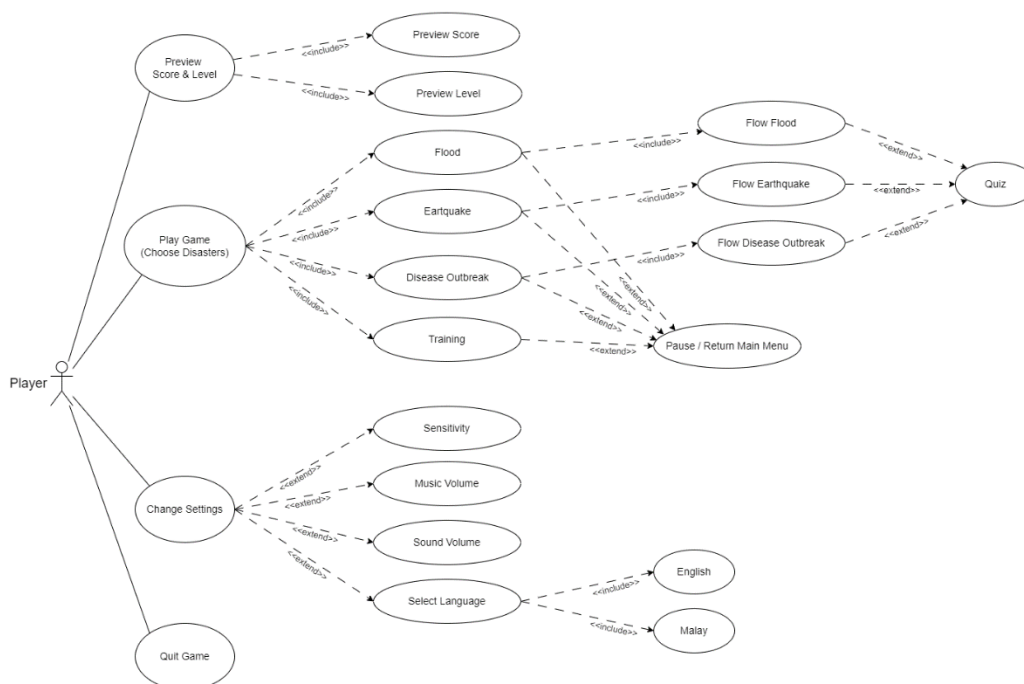 Preview
Score & Level
<<include>>
Preview Score
<<include>>
Preview Level
Play Game
(Choose Disasters)
<<include>>
Flood
<<include>>
Eartquake
<<include>>
Disease Outbreak
<<include>>
Training
<<include>>
Flow Flood
<<include>>
Flow Earthquake
<<include>>
Flow Disease Outbreak
<<extend>>
<<extend>>
<<extend>>
Quiz
<<extend>>
<<extend>>
<<extend>>
<<extend>>
Pause / Return Main Menu
Player
Change Settings
<<extend>>
Sensitivity
<<extend>>
Music Volume
<<extend>>
Sound Volume
<<extend>>
Select Language
<<include>>
English
<<include>>
Malay
Quit Game